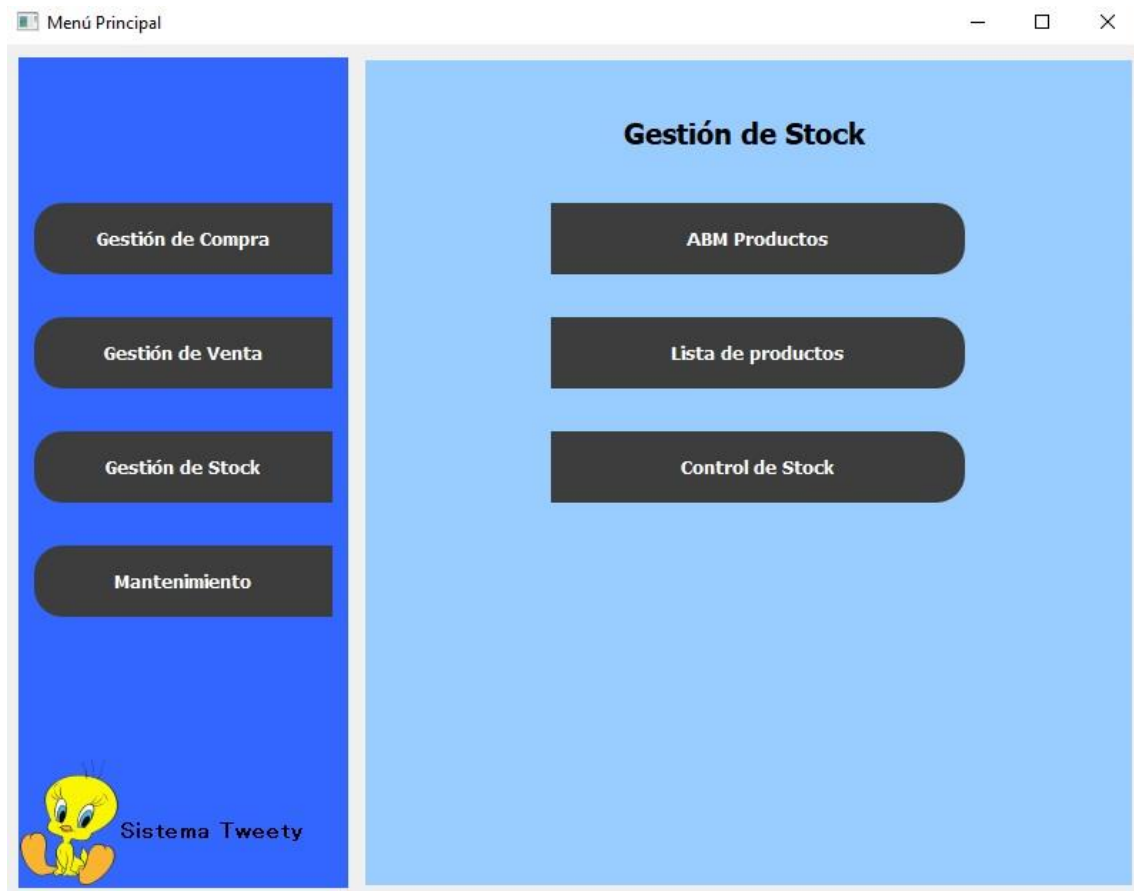 Menú Principal
Gestión de Compra
Gestión de Venta
Gestión de Stock
Mantenimiento
Sistema Tweety
Gestión de Stock
ABM Productos
Lista de productos
Control de Stock